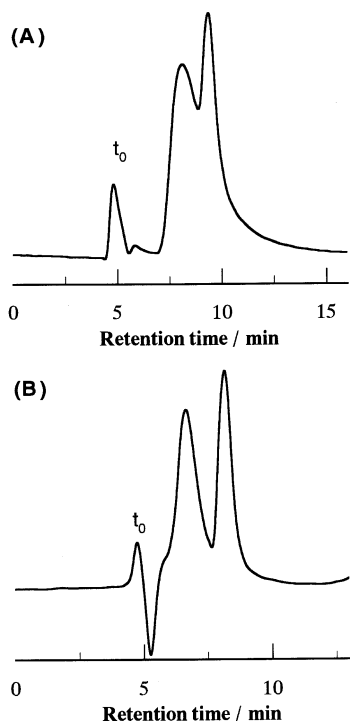 (A)
t0
0 5 10 15
Retention time / min
(B)
t0
0 5 10
Retention time / min